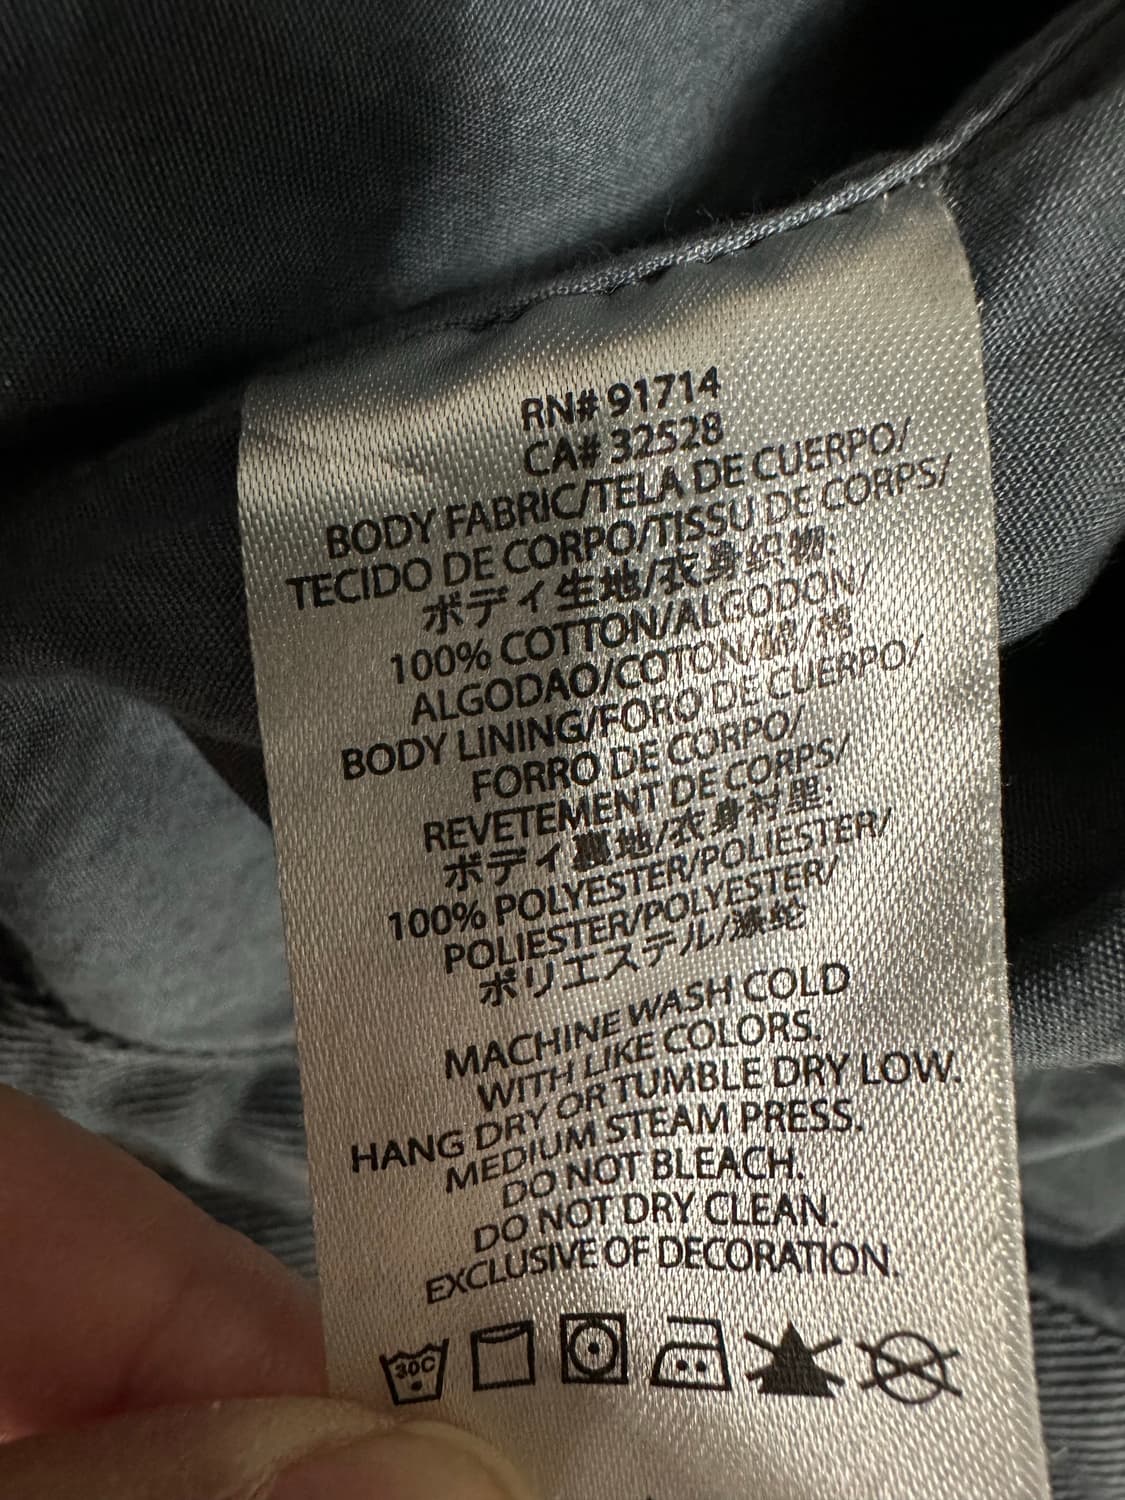 RN# 91714
CA# 32528
BODY FABRIC/TELA DE CUERPO/
TECIDO DE CORPO/TISSU DE CORPS/
ボディ生地/衣身织物:
100% COTTON/ALGODON/
ALGODAO/COTON/綿/棉
BODY LINING/FORO DE CUERPO/
FORRO DE CORPO/
REVETEMENT DE CORPS/
ボディ裏地/衣身衬里:
100% POLYESTER/POLIESTER/
POLIESTER/POLYESTER/
ポリエステル/涤纶
MACHINE WASH COLD
WITH LIKE COLORS.
HANG DRY OR TUMBLE DRY LOW.
MEDIUM STEAM PRESS.
DO NOT BLEACH.
DO NOT DRY CLEAN.
EXCLUSIVE OF DECORATION.
30C